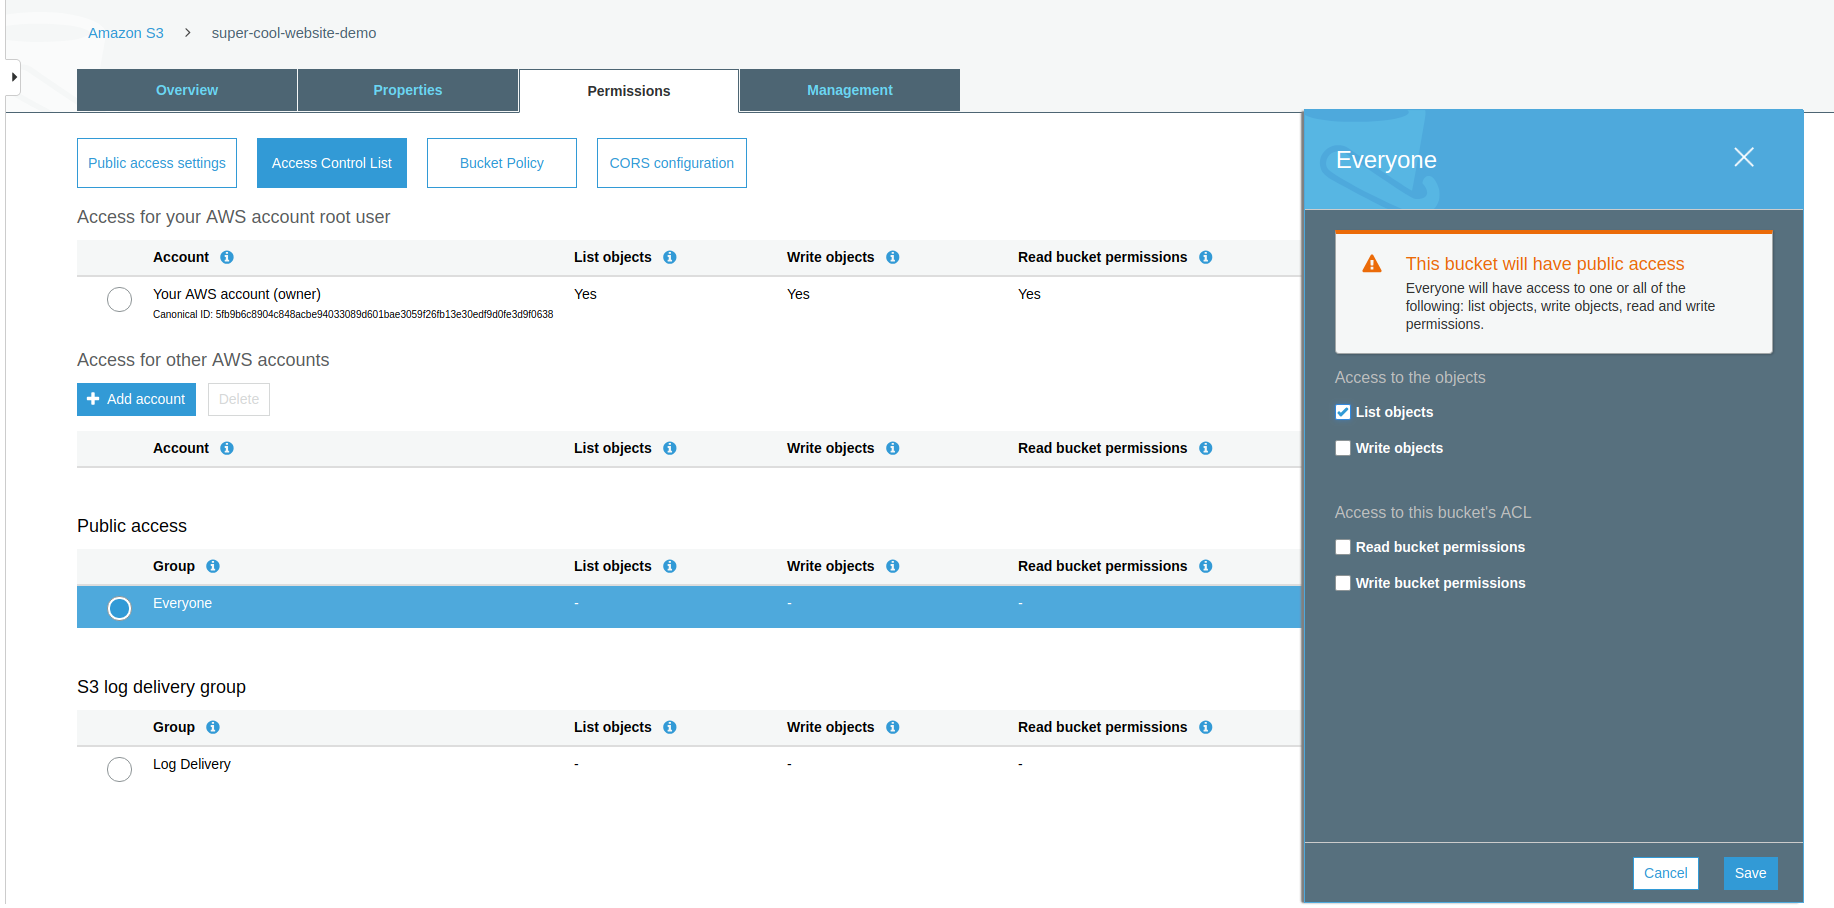 Amazon S3 > super-cool-website-demo
Overview Properties Permissions Management
Public access settings Access Control List Bucket Policy CORS configuration
Access for your AWS account root user
Account List objects Write objects Read bucket permissions
Your AWS account (owner) Yes Yes Yes
Canonical ID: 5fb9b6c8904c848acbe94033089d601bae3059f26fb13e30edf9d0fe3d9f0638
Access for other AWS accounts
Add account Delete
Account List objects Write objects Read bucket permissions
Public access
Group List objects Write objects Read bucket permissions
Everyone - - -
S3 log delivery group
Group List objects Write objects Read bucket permissions
Log Delivery - - -
Everyone
This bucket will have public access
Everyone will have access to one or all of the
following: list objects, write objects, read and write
permissions.
Access to the objects
List objects
Write objects
Access to this bucket's ACL
Read bucket permissions
Write bucket permissions
Cancel Save